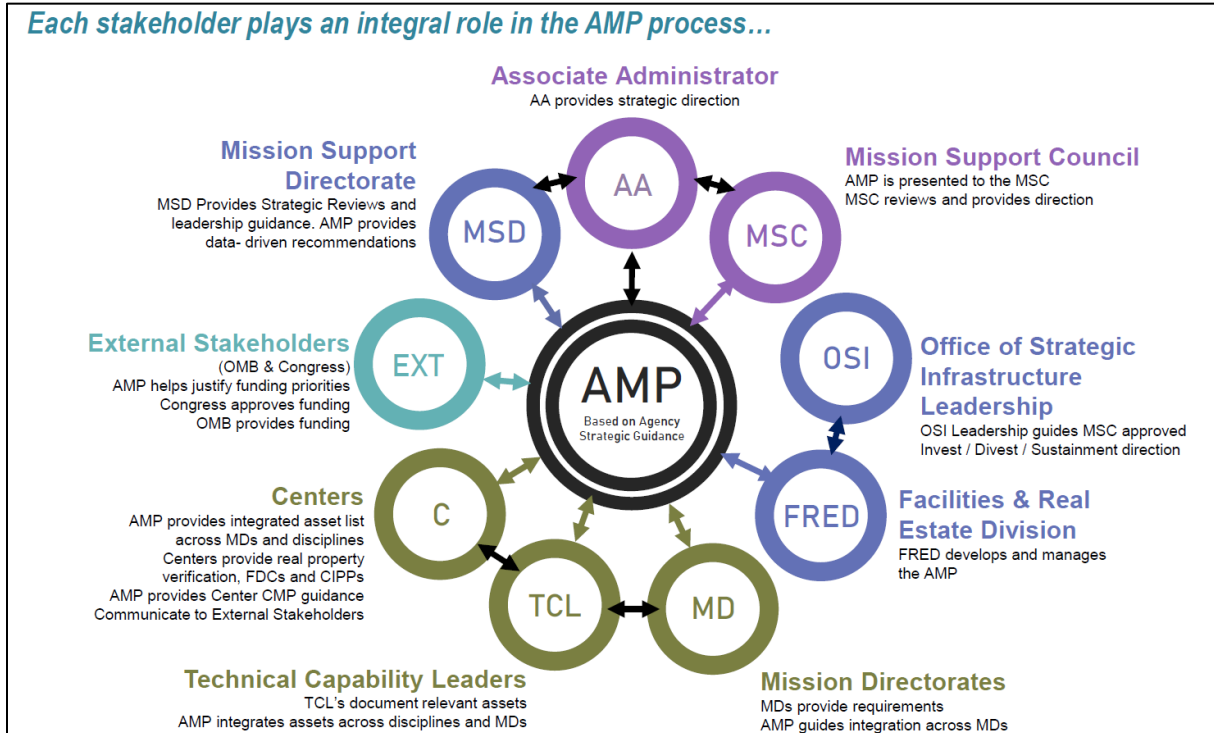 Each stakeholder plays an integral role in the AMP process…
Associate Administrator
AA provides strategic direction
AA
Mission Support
Directorate
MSD Provides Strategic Reviews and
leadership guidance. AMP provides
data- driven recommendations
MSD
Mission Support Council
AMP is presented to the MSC
MSC reviews and provides direction
MSC
External Stakeholders
(OMB & Congress)
AMP helps justify funding priorities
Congress approves funding
OMB provides funding
EXT
AMP
Based on Agency
Strategic Guidance
OSI
Office of Strategic
Infrastructure
Leadership
OSI Leadership guides MSC approved
Invest / Divest / Sustainment direction
Centers
AMP provides integrated asset list
across MDs and disciplines
Centers provide real property
verification, FDCs and CIPPs
AMP provides Center CMP guidance
Communicate to External Stakeholders
C
FRED
Facilities & Real
Estate Division
FRED develops and manages
the AMP
TCL
MD
Technical Capability Leaders
TCL's document relevant assets
AMP integrates assets across disciplines and MDs
Mission Directorates
MDs provide requirements
AMP guides integration across MDs